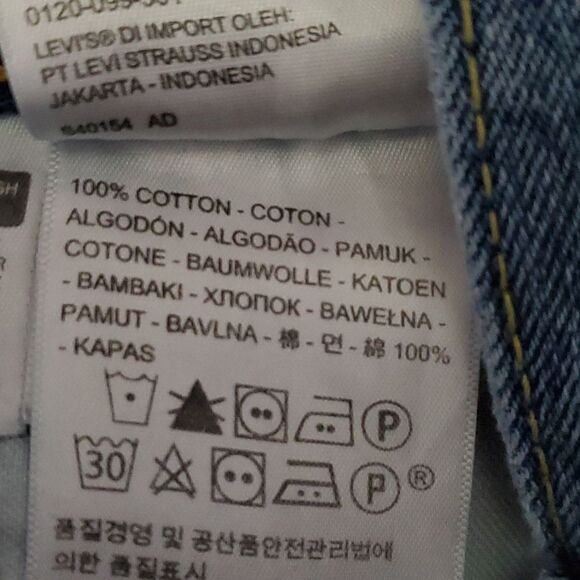 LEVI'S® DI IMPORT OLEH:
PT LEVI STRAUSS INDONESIA
JAKARTA - INDONESIA
S40154 AD
100% COTTON - COTON -
ALGODÓN - ALGODÃO - PAMUK -
COTONE - BAUMWOLLE - KATOEN
- BAMBAKI - ХЛОПОК - BAWEŁNA -
PAMUT - BAVLNA - 棉 - 면 - 綿 100%
- KAPAS
P
30 P ®
품질경영 및 공산품안전관리법에
의한 품질표시